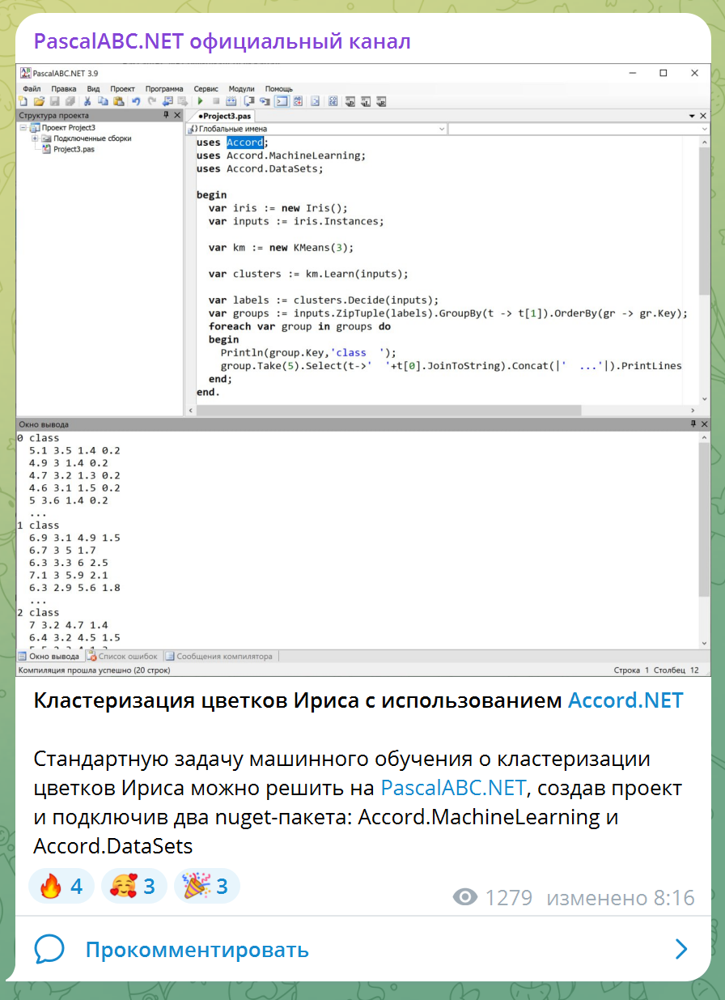 PascalABC.NET официальный канал
PascalABC.NET 3.9
Файл Правка Вид Проект Программа Сервис Модули Помощь
Структура проекта
•Project3.pas
Проект Project3
Подключенные сборки
Project3.pas
Глобальные имена
uses Accord;
uses Accord.MachineLearning;
uses Accord.DataSets;
begin
var iris := new Iris();
var inputs := iris.Instances;
var km := new KMeans(3);
var clusters := km.Learn(inputs);
var labels := clusters.Decide(inputs);
var groups := inputs.ZipTuple(labels).GroupBy(t -> t[1]).OrderBy(gr -> gr.Key);
foreach var group in groups do
begin
Println(group.Key,'class  ');
group.Take(5).Select(t->'  '+t[0].JoinToString).Concat(|'  ...'|).PrintLines
end;
end.
Окно вывода
0 class
5.1 3.5 1.4 0.2
4.9 3 1.4 0.2
4.7 3.2 1.3 0.2
4.6 3.1 1.5 0.2
5 3.6 1.4 0.2
...
1 class
6.9 3.1 4.9 1.5
6.7 3 5 1.7
6.3 3.3 6 2.5
7.1 3 5.9 2.1
6.3 2.9 5.6 1.8
...
2 class
7 3.2 4.7 1.4
6.4 3.2 4.5 1.5
Окно вывода Список ошибок Сообщения компилятора
Компиляция прошла успешно (20 строк) Строка 1 Столбец 12
Кластеризация цветков Ириса с использованием Accord.NET
Стандартную задачу машинного обучения о кластеризации
цветков Ириса можно решить на PascalABC.NET, создав проект
и подключив два nuget-пакета: Accord.MachineLearning и
Accord.DataSets
🔥 4 🥰 3 🎉 3
1279 изменено 8:16
Прокомментировать